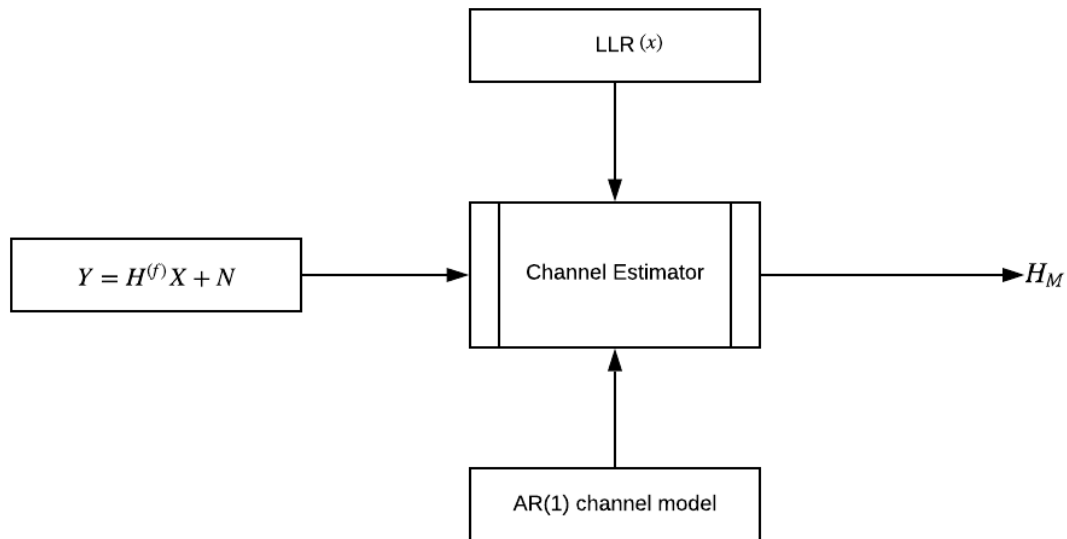 LLR (x)
Y = H^{(f)}X + N
Channel Estimator
H_M
AR(1) channel model